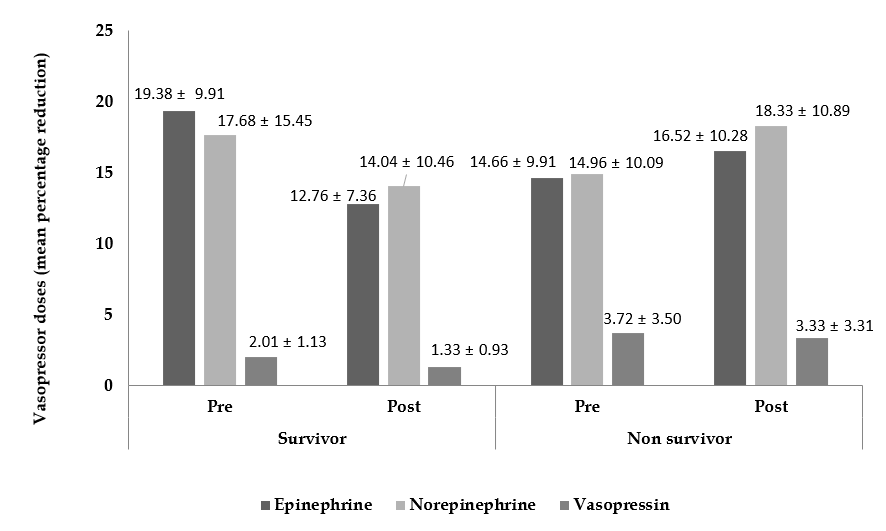 Vasopressor doses (mean percentage reduction)
25
20
15
10
5
0
19.38 ± 9.91
17.68 ± 15.45
2.01 ± 1.13
12.76 ± 7.36
14.04 ± 10.46
1.33 ± 0.93
14.66 ± 9.91
14.96 ± 10.09
3.72 ± 3.50
16.52 ± 10.28
18.33 ± 10.89
3.33 ± 3.31
Pre
Post
Pre
Post
Survivor
Non survivor
Epinephrine
Norepinephrine
Vasopressin